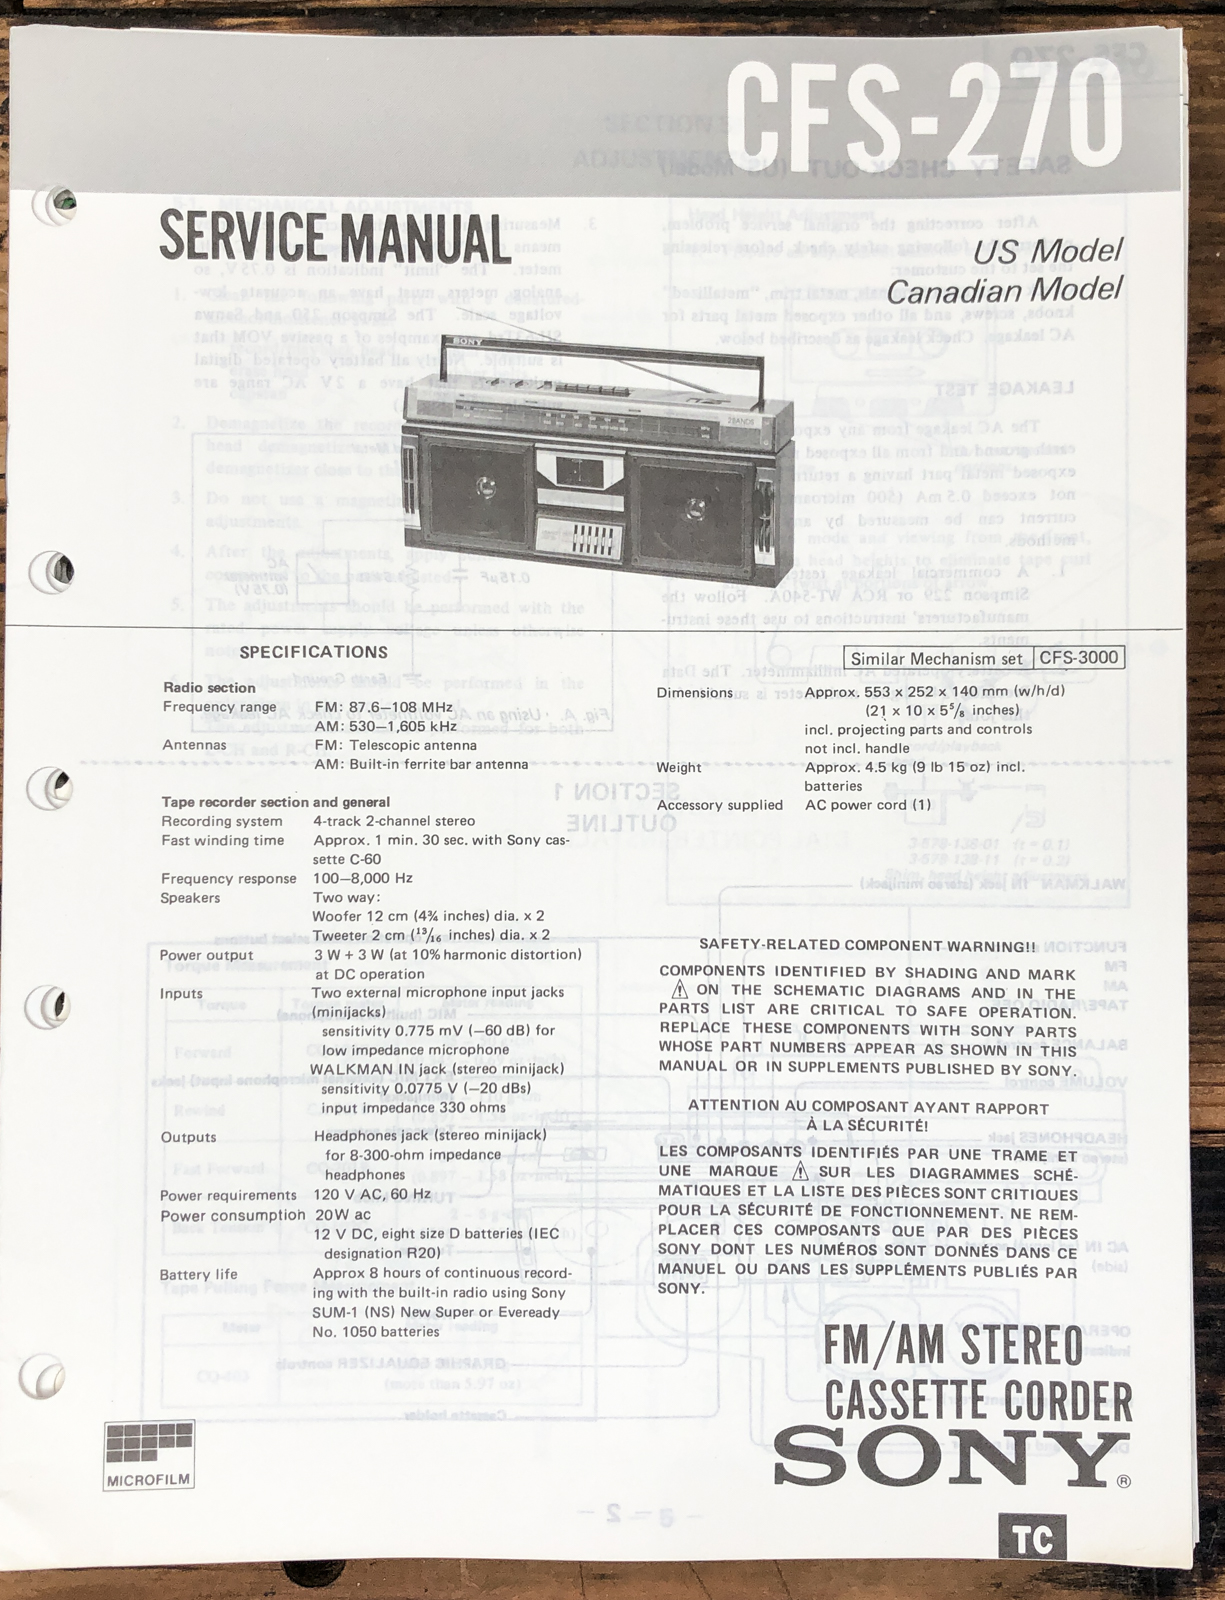 CFS-270
SERVICE MANUAL
US Model
Canadian Model
SONY
2BANDS
SPECIFICATIONS
Radio section
Frequency range FM: 87.6–108 MHz
AM: 530–1,605 kHz
Antennas FM: Telescopic antenna
AM: Built-in ferrite bar antenna
Tape recorder section and general
Recording system 4-track 2-channel stereo
Fast winding time Approx. 1 min. 30 sec. with Sony cas-
sette C-60
Frequency response 100–8,000 Hz
Speakers Two way:
Woofer 12 cm (4¾ inches) dia. x 2
Tweeter 2 cm (13/16 inches) dia. x 2
Power output 3 W + 3 W (at 10% harmonic distortion)
at DC operation
Inputs Two external microphone input jacks
(minijacks)
sensitivity 0.775 mV (–60 dB) for
low impedance microphone
WALKMAN IN jack (stereo minijack)
sensitivity 0.0775 V (–20 dBs)
input impedance 330 ohms
Outputs Headphones jack (stereo minijack)
for 8-300-ohm impedance
headphones
Power requirements 120 V AC, 60 Hz
Power consumption 20W ac
12 V DC, eight size D batteries (IEC
designation R20)
Battery life Approx 8 hours of continuous record-
ing with the built-in radio using Sony
SUM-1 (NS) New Super or Eveready
No. 1050 batteries
Similar Mechanism set CFS-3000
Dimensions Approx. 553 x 252 x 140 mm (w/h/d)
(21 x 10 x 5 5/8 inches)
incl. projecting parts and controls
not incl. handle
Weight Approx. 4.5 kg (9 lb 15 oz) incl.
batteries
Accessory supplied AC power cord (1)
SAFETY-RELATED COMPONENT WARNING!!
COMPONENTS IDENTIFIED BY SHADING AND MARK
⚠ ON THE SCHEMATIC DIAGRAMS AND IN THE
PARTS LIST ARE CRITICAL TO SAFE OPERATION.
REPLACE THESE COMPONENTS WITH SONY PARTS
WHOSE PART NUMBERS APPEAR AS SHOWN IN THIS
MANUAL OR IN SUPPLEMENTS PUBLISHED BY SONY.
ATTENTION AU COMPOSANT AYANT RAPPORT
À LA SÉCURITÉ!
LES COMPOSANTS IDENTIFIÉS PAR UNE TRAME ET
UNE MARQUE ⚠ SUR LES DIAGRAMMES SCHÉ-
MATIQUES ET LA LISTE DES PIÈCES SONT CRITIQUES
POUR LA SÉCURITÉ DE FONCTIONNEMENT. NE REM-
PLACER CES COMPOSANTS QUE PAR DES PIÈCES
SONY DONT LES NUMÉROS SONT DONNÉS DANS CE
MANUEL OU DANS LES SUPPLÉMENTS PUBLIÉS PAR
SONY.
FM/AM STEREO
CASSETTE CORDER
SONY®
MICROFILM
TC